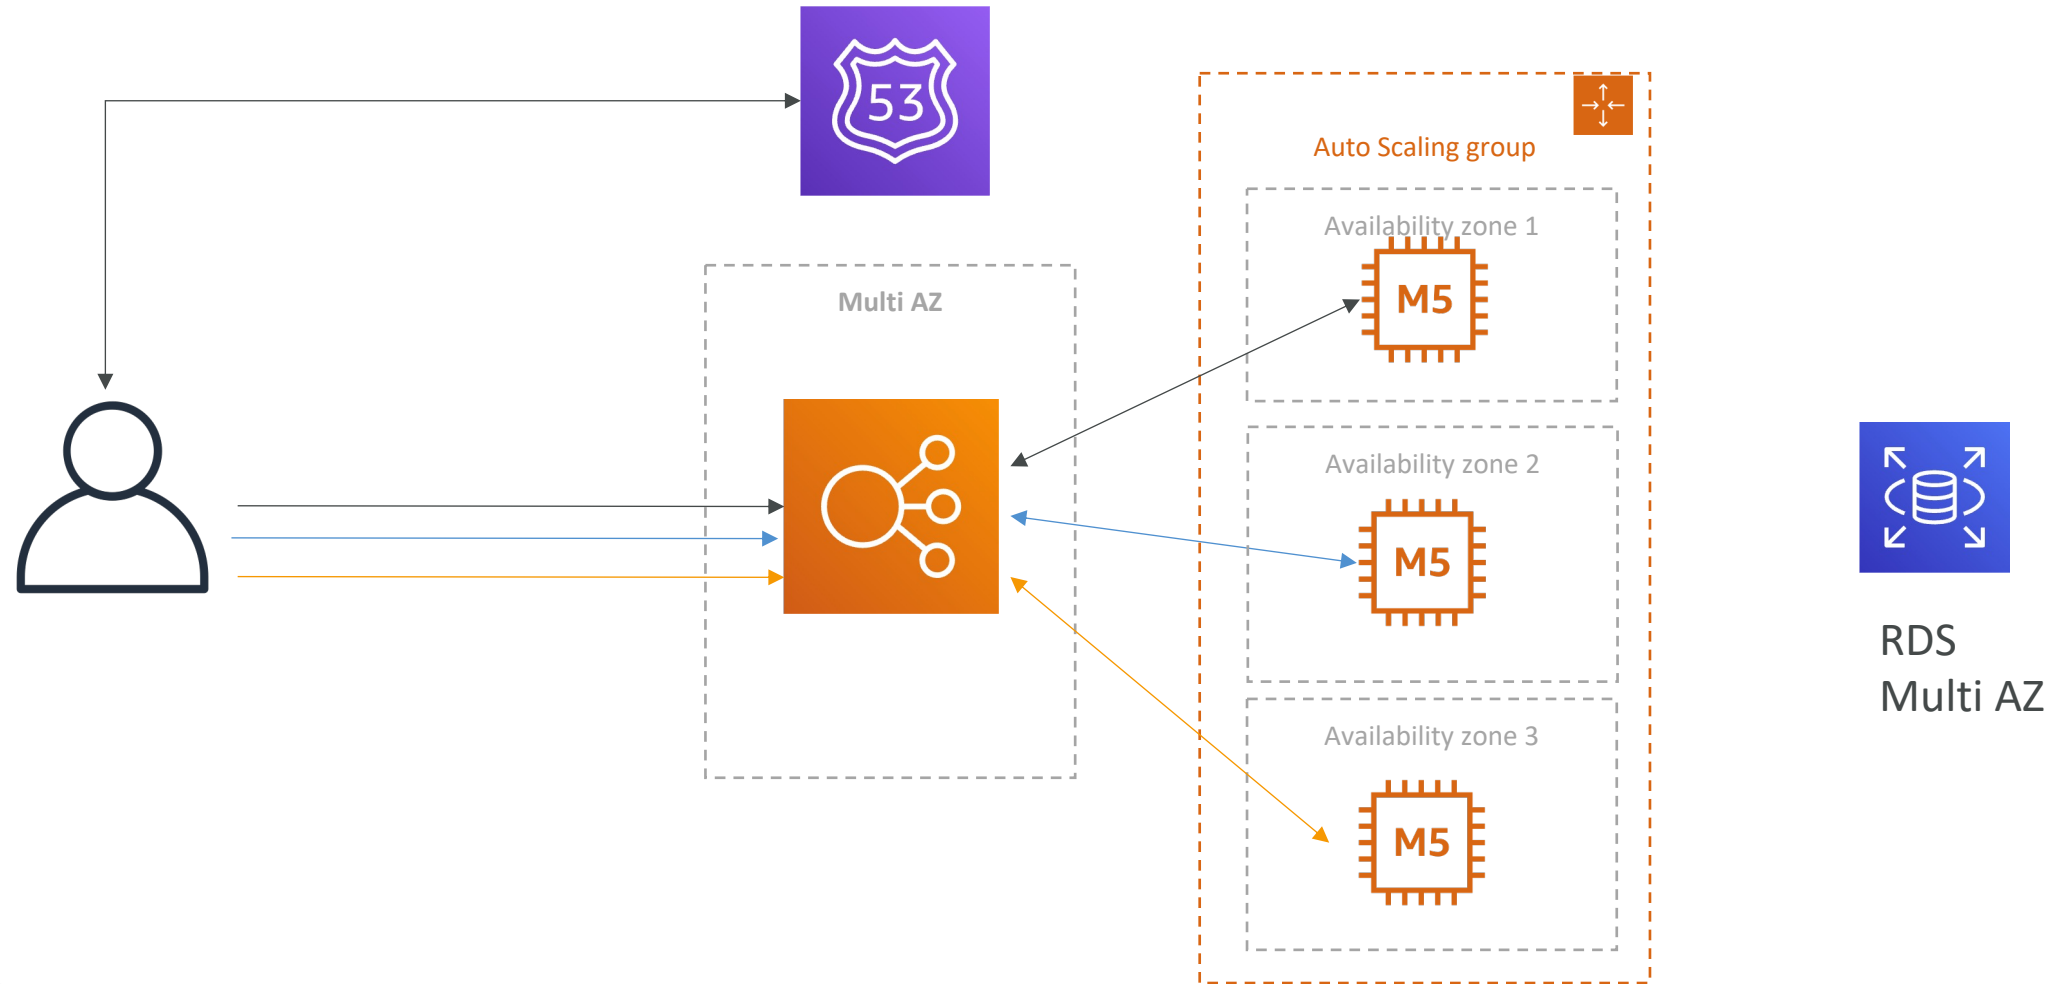 53
Auto Scaling group
Availability zone 1
M5
Multi AZ
Availability zone 2
M5
RDS
Multi AZ
Availability zone 3
M5